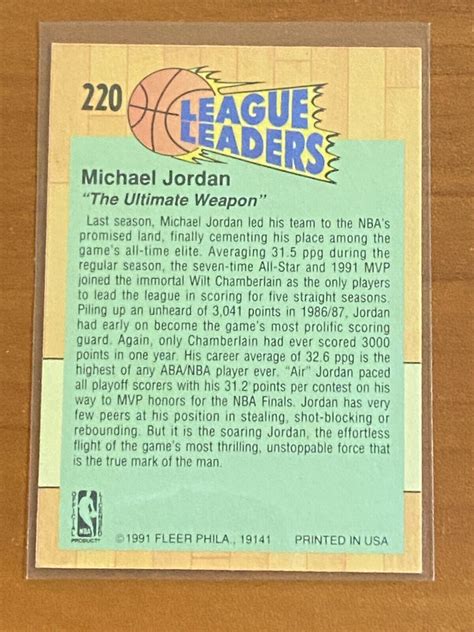 220
LEAGUE
LEADERS
Michael Jordan
"The Ultimate Weapon"
Last season, Michael Jordan led his team to the NBA's
promised land, finally cementing his place among the
game's all-time elite. Averaging 31.5 ppg during the
regular season, the seven-time All-Star and 1991 MVP
joined the immortal Wilt Chamberlain as the only players
to lead the league in scoring for five straight seasons.
Piling up an unheard of 3,041 points in 1986/87, Jordan
had early on become the game's most prolific scoring
guard. Again, only Chamberlain had ever scored 3000
points in one year. His career average of 32.6 ppg is the
highest of any ABA/NBA player ever. "Air" Jordan paced
all playoff scorers with his 31.2 points per contest on his
way to MVP honors for the NBA Finals. Jordan has very
few peers at his position in stealing, shot-blocking or
rebounding. But it is the soaring Jordan, the effortless
flight of the game's most thrilling, unstoppable force that
is the true mark of the man.
OFFICIAL LICENSED
NBA
PRODUCT
©1991 FLEER PHILA., 19141 PRINTED IN USA